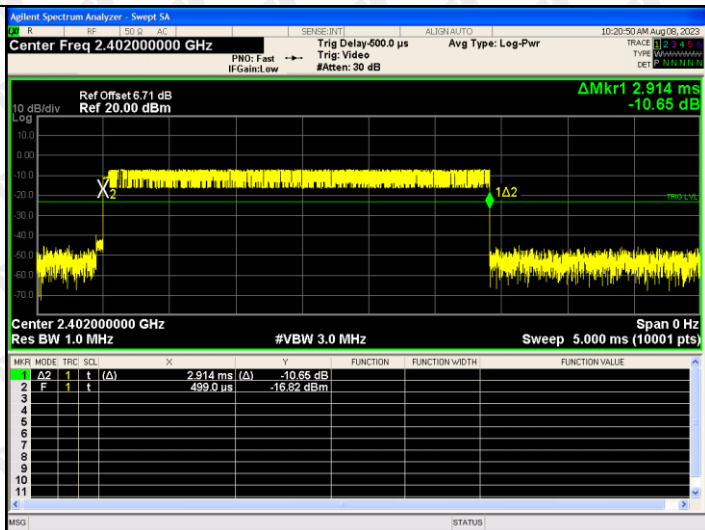 Agilent Spectrum Analyzer - Swept SA
R RF 50 Ω AC SENSE:INT ALIGN AUTO 10:20:50 AM Aug 08, 2023
Center Freq 2.402000000 GHz
PNO: Fast
IFGain:Low
Trig Delay-500.0 µs
Trig: Video
#Atten: 30 dB
Avg Type: Log-Pwr
TRACE 1 2 3 4 5 6
TYPE
DET P N N N N N
ΔMkr1 2.914 ms
-10.65 dB
Ref Offset 6.71 dB
10 dB/div Ref 20.00 dBm
Log
10.0
0.00
-10.0
-20.0
-30.0
-40.0
-50.0
-60.0
-70.0
2
1Δ2
TRIG LVL
Center 2.402000000 GHz Span 0 Hz
Res BW 1.0 MHz #VBW 3.0 MHz Sweep 5.000 ms (10001 pts)
MKR MODE TRC SCL X Y FUNCTION FUNCTION WIDTH FUNCTION VALUE
1 Δ2 1 t (Δ) 2.914 ms (Δ) -10.65 dB
2 F 1 t 499.0 µs -16.82 dBm
3
4
5
6
7
8
9
10
11
MSG STATUS